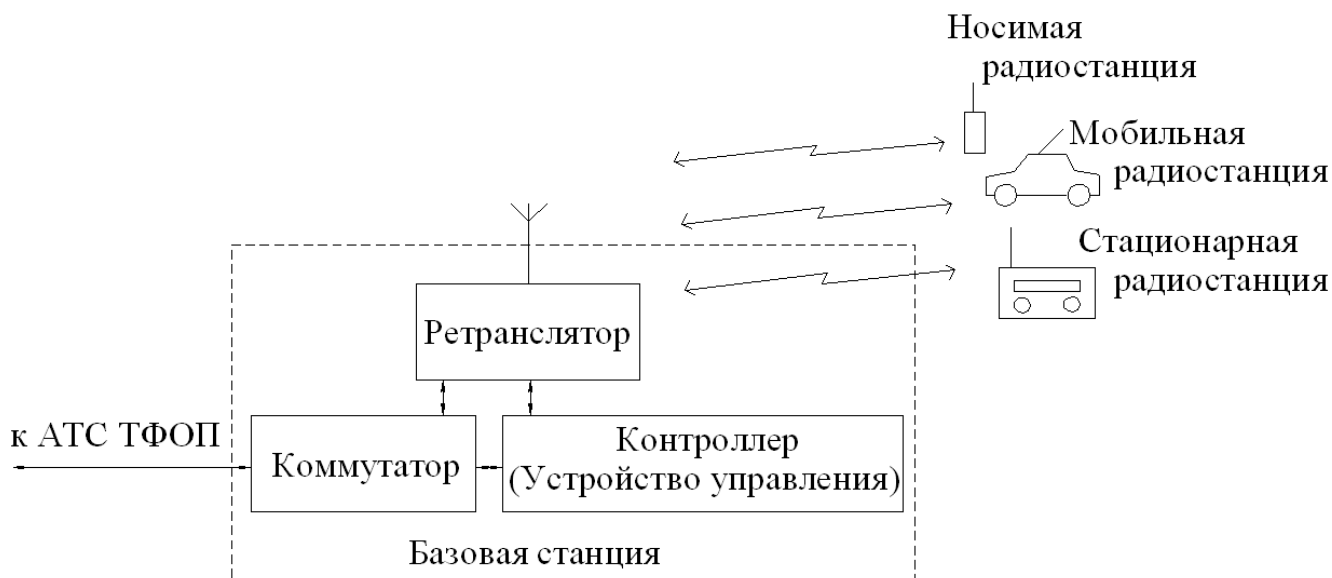 Носимая
радиостанция
Мобильная
радиостанция
Стационарная
радиостанция
Ретранслятор
к АТС ТФОП
Коммутатор
Контроллер
(Устройство управления)
Базовая станция